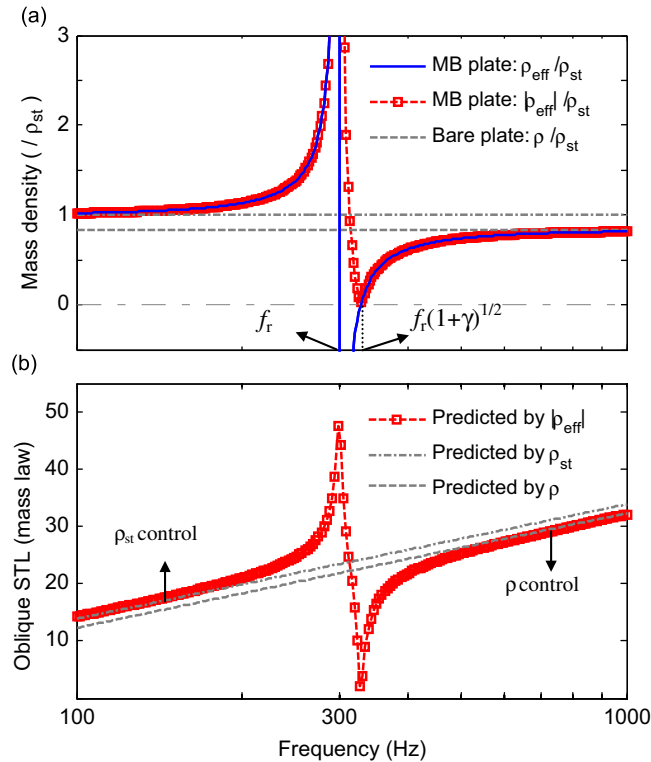 (a)
3
2
1
0
Mass density ( / ρst)
MB plate: ρeff /ρst
MB plate: |ρeff| /ρst
Bare plate: ρ /ρst
fr
fr(1+γ)1/2
(b)
50
40
30
20
10
Oblique STL (mass law)
Predicted by |ρeff|
Predicted by ρst
Predicted by ρ
ρst control
ρ control
100
300
1000
Frequency (Hz)